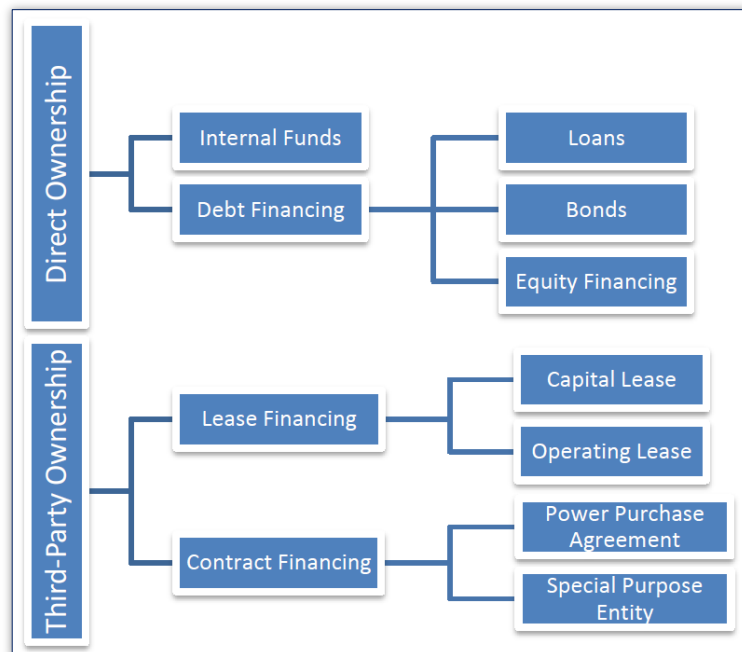 Direct Ownership
Internal Funds
Debt Financing
Loans
Bonds
Equity Financing
Third-Party Ownership
Lease Financing
Capital Lease
Operating Lease
Contract Financing
Power Purchase
Agreement
Special Purpose
Entity